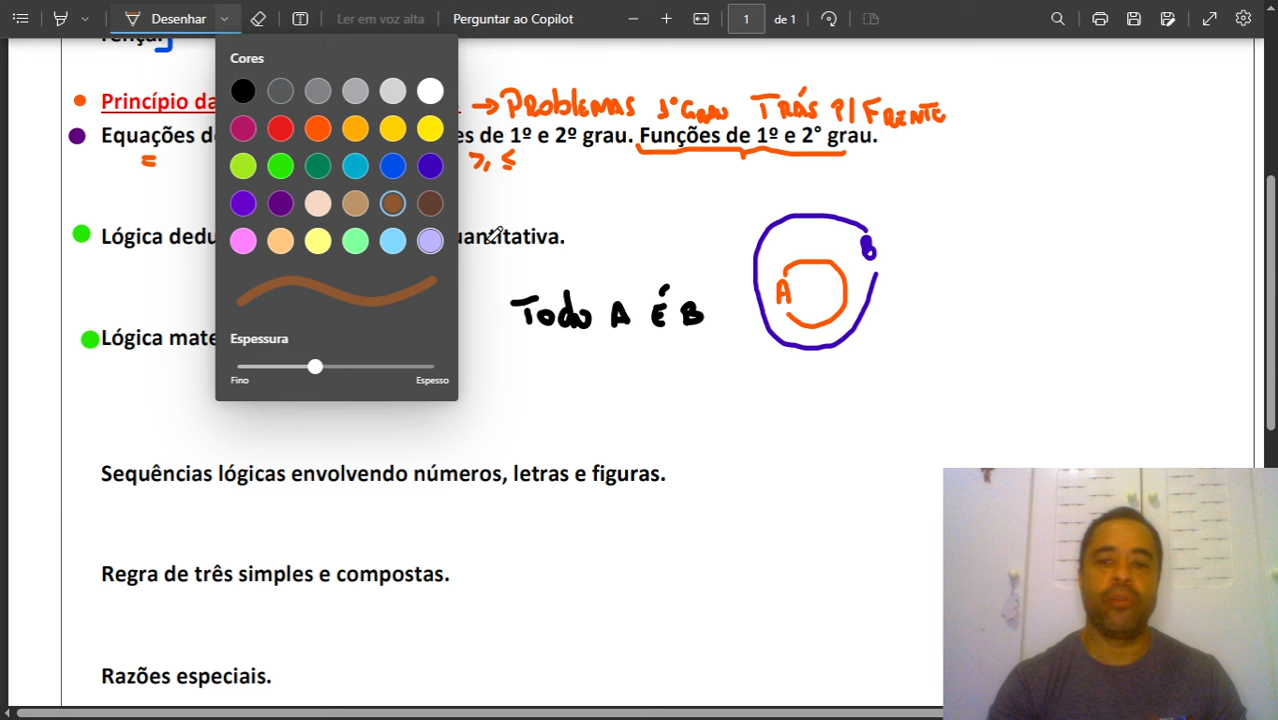 Desenhar
Ler em voz alta
Perguntar ao Copilot
1
de 1
Cores
Princípio da
→ PROBLEMAS 1º GRAU TRÁS P/ FRENTE
Equações d
s de 1º e 2º grau. Funções de 1º e 2° grau.
=
>, ≤
Lógica dedu
uantitativa.
B
A
TODO A É B
Lógica mate
Espessura
Fino
Espesso
Sequências lógicas envolvendo números, letras e figuras.
Regra de três simples e compostas.
Razões especiais.